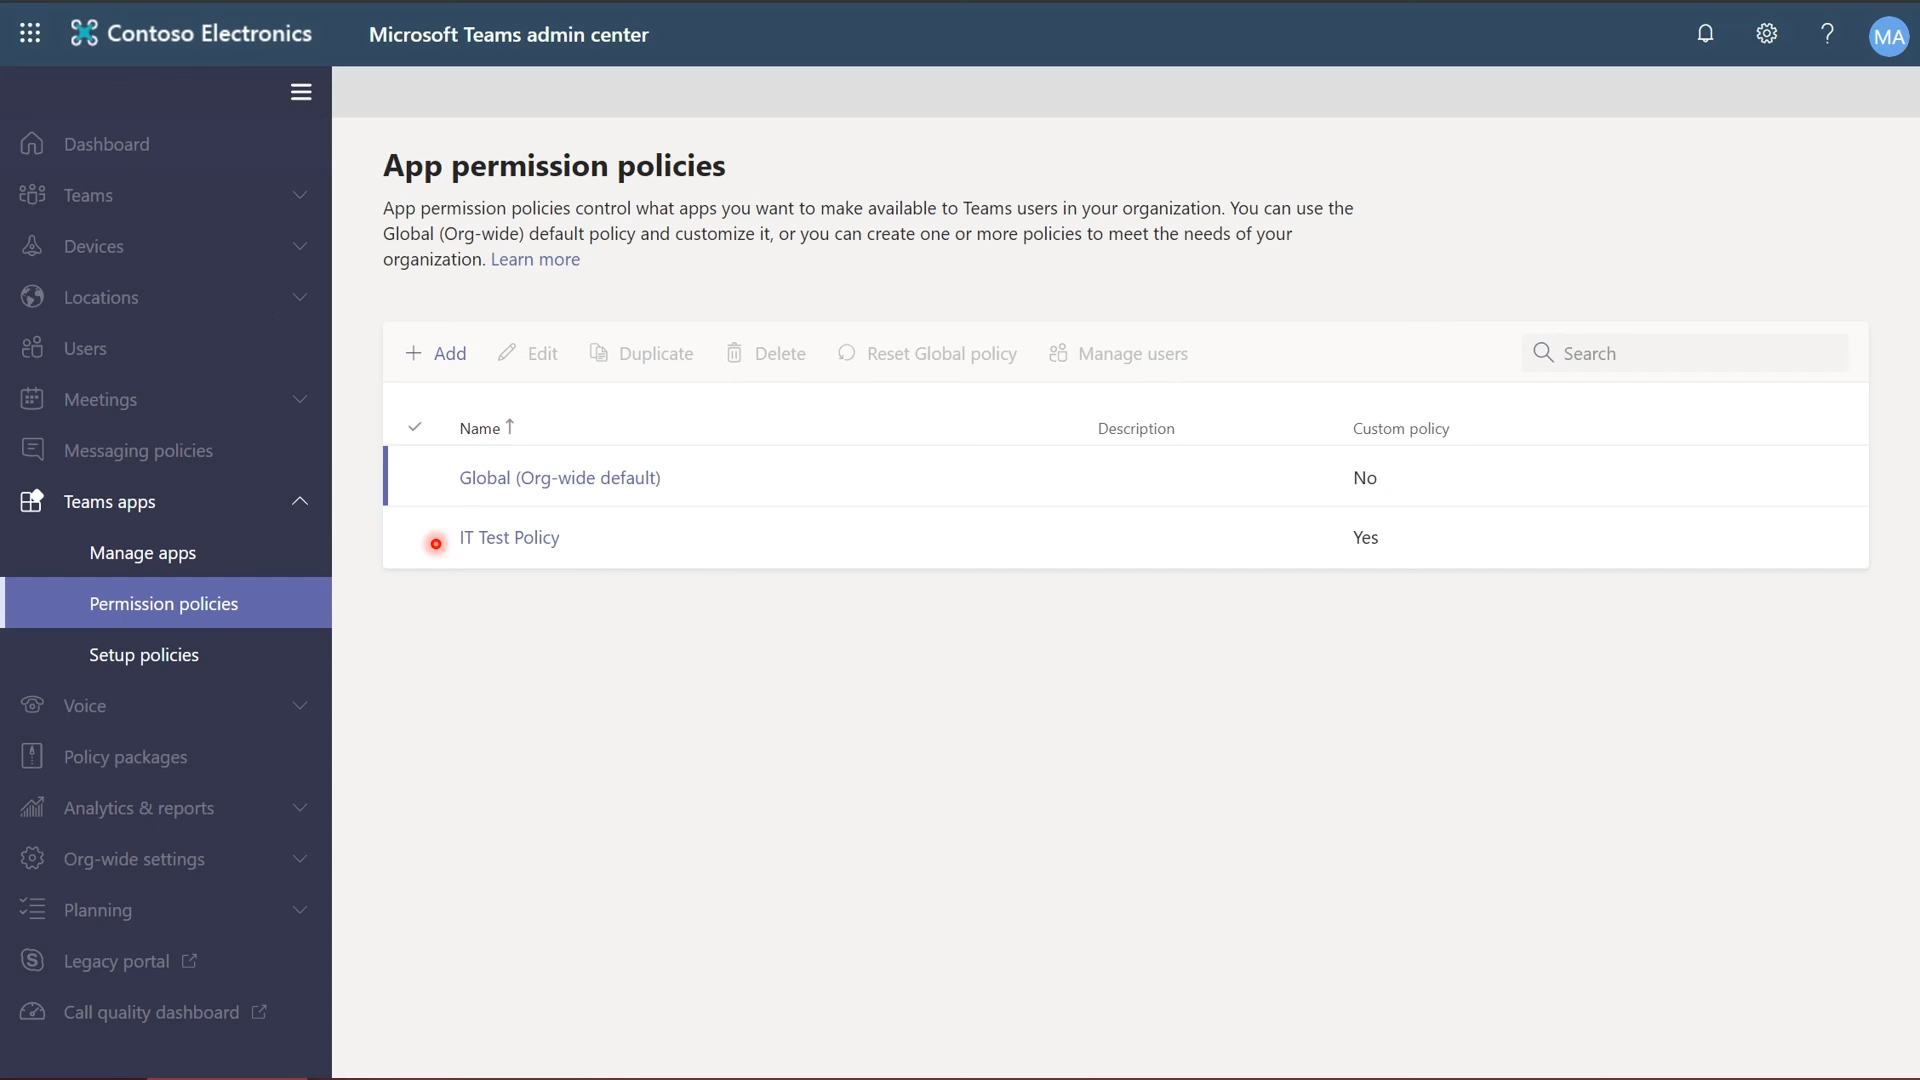 Contoso Electronics
Microsoft Teams admin center
MA
Dashboard
Teams
Devices
Locations
Users
Meetings
Messaging policies
Teams apps
Manage apps
Permission policies
Setup policies
Voice
Policy packages
Analytics & reports
Org-wide settings
Planning
Legacy portal
Call quality dashboard
App permission policies
App permission policies control what apps you want to make available to Teams users in your organization. You can use the
Global (Org-wide) default policy and customize it, or you can create one or more policies to meet the needs of your
organization. Learn more
Add Edit Duplicate Delete Reset Global policy Manage users Search
Name Description Custom policy
Global (Org-wide default) No
IT Test Policy Yes